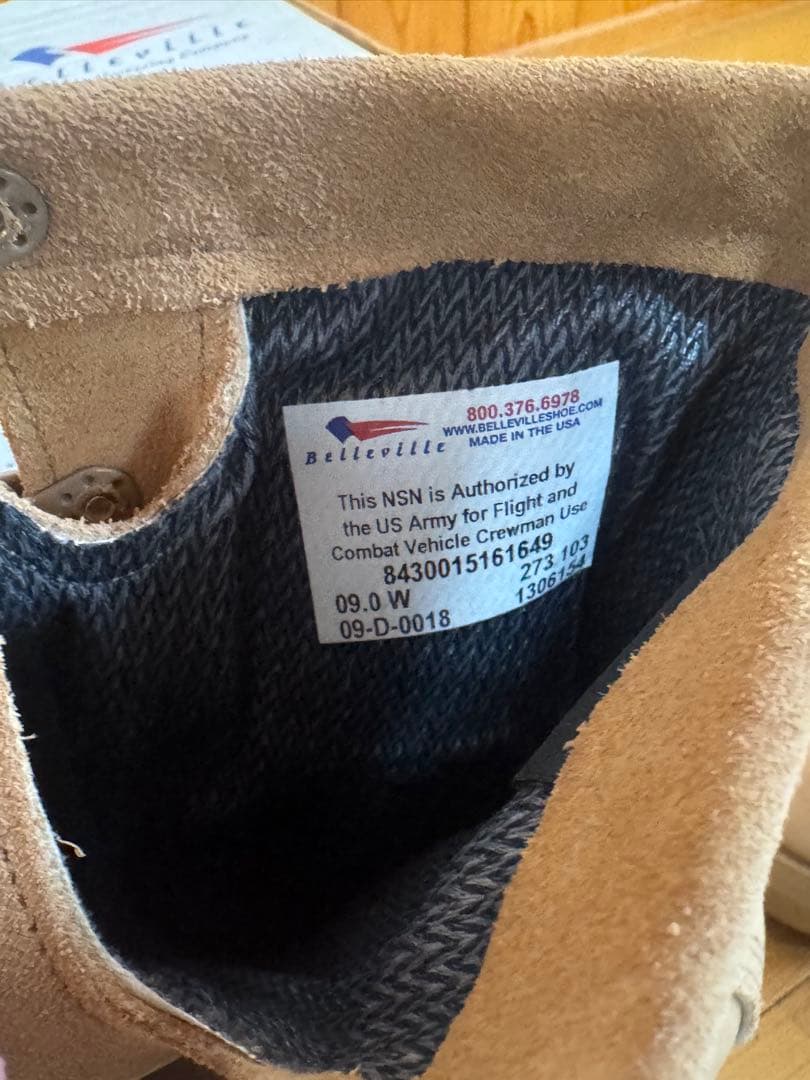 Belleville
Belleville
800.376.6978
WWW.BELLEVILLESHOE.COM
MADE IN THE USA
This NSN is Authorized by
the US Army for Flight and
Combat Vehicle Crewman Use
8430015161649
09.0 W 273 103
09-D-0018 1306154